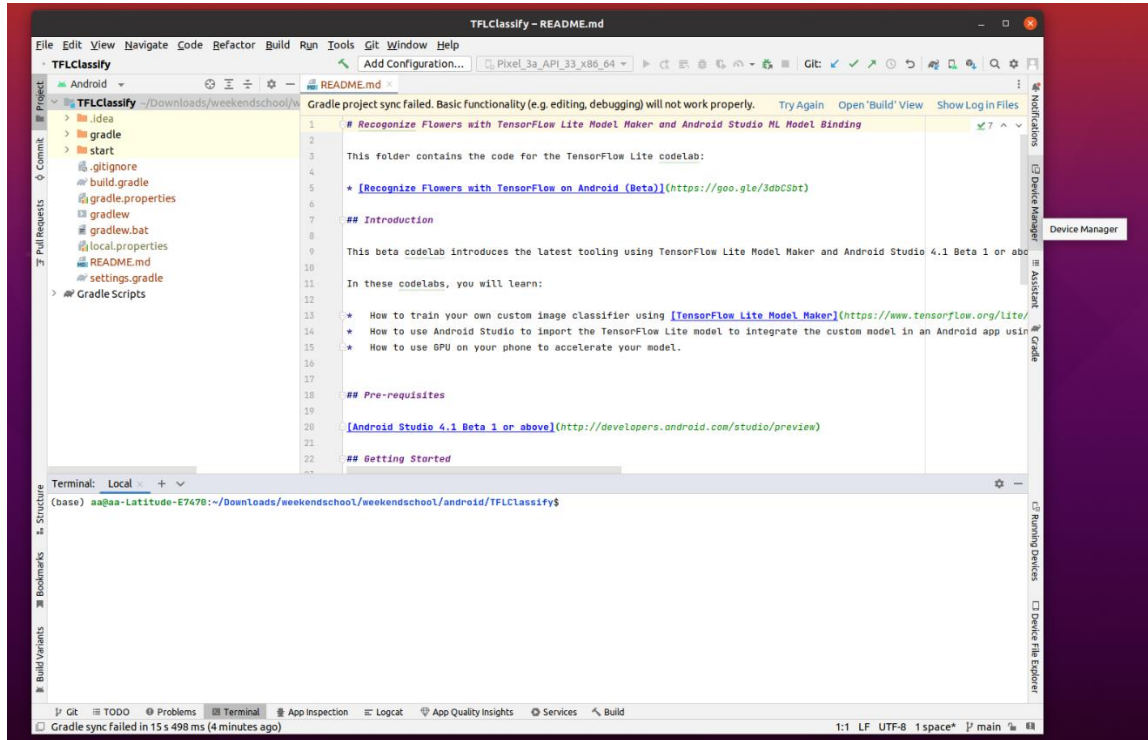 TFLClassify – README.md
File Edit View Navigate Code Refactor Build Run Tools Git Window Help
TFLClassify
Add Configuration...
Pixel_3a_API_33_x86_64
Git:
Project
Android
README.md
Notifications
TFLClassify ~/Downloads/weekendschool/w
Gradle project sync failed. Basic functionality (e.g. editing, debugging) will not work properly. Try Again Open 'Build' View Show Log in Files
.idea
gradle
start
.gitignore
build.gradle
gradle.properties
gradlew
gradlew.bat
local.properties
README.md
settings.gradle
Gradle Scripts
7
1 # Recogonize Flowers with TensorFlow Lite Model Maker and Android Studio ML Model Binding
2
3 This folder contains the code for the TensorFlow Lite codelab:
4
5 * [Recognize Flowers with TensorFlow on Android (Beta)](https://goo.gle/3dbCSbt)
6
7 ## Introduction
8
9 This beta codelab introduces the latest tooling using TensorFlow Lite Model Maker and Android Studio 4.1 Beta 1 or abo
10
11 In these codelabs, you will learn:
12
13 * How to train your own custom image classifier using [TensorFlow Lite Model Maker](https://www.tensorflow.org/lite/
14 * How to use Android Studio to import the TensorFlow Lite model to integrate the custom model in an Android app usin
15 * How to use GPU on your phone to accelerate your model.
16
17
18 ## Pre-requisites
19
20 [Android Studio 4.1 Beta 1 or above](http://developers.android.com/studio/preview)
21
22 ## Getting Started
Commit
Pull Requests
Device Manager
Device Manager
Assistant
Gradle
Terminal: Local
(base) aa@aa-Latitude-E7470:~/Downloads/weekendschool/weekendschool/android/TFLClassify$
Structure
Bookmarks
Build Variants
Running Devices
Device File Explorer
Git TODO Problems Terminal App Inspection Logcat App Quality Insights Services Build
Gradle sync failed in 15 s 498 ms (4 minutes ago)
1:1 LF UTF-8 1 space* main